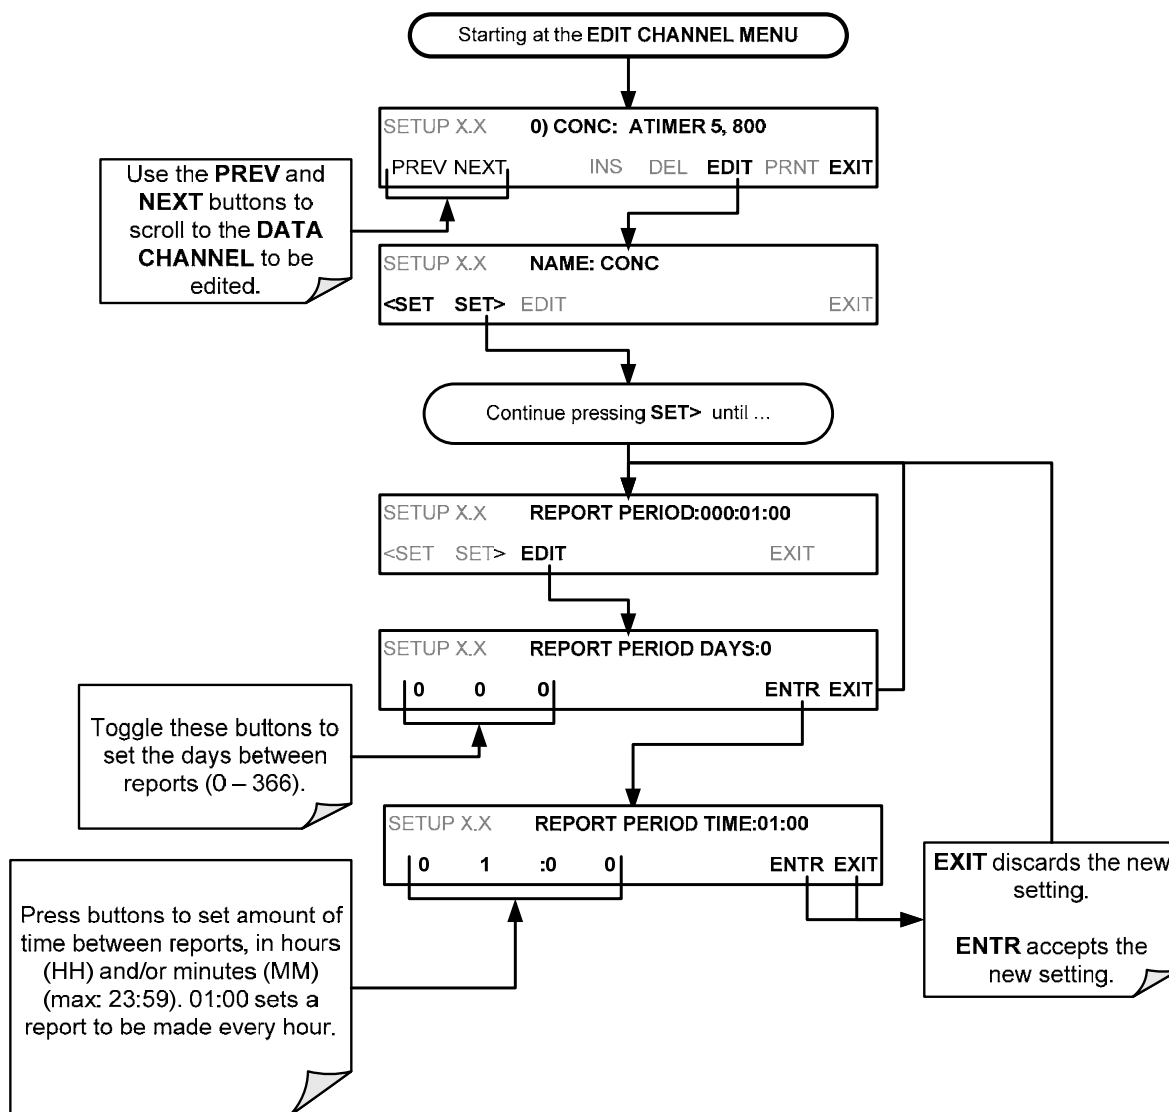 Starting at the EDIT CHANNEL MENU
SETUP X.X 0) CONC: ATIMER 5, 800
PREV NEXT INS DEL EDIT PRNT EXIT
Use the PREV and
NEXT buttons to
scroll to the DATA
CHANNEL to be
edited.
SETUP X.X NAME: CONC
<SET SET> EDIT EXIT
Continue pressing SET> until ...
SETUP X.X REPORT PERIOD:000:01:00
<SET SET> EDIT EXIT
SETUP X.X REPORT PERIOD DAYS:0
0 0 0 ENTR EXIT
Toggle these buttons to
set the days between
reports (0 – 366).
SETUP X.X REPORT PERIOD TIME:01:00
0 1 :0 0 ENTR EXIT
Press buttons to set amount of
time between reports, in hours
(HH) and/or minutes (MM)
(max: 23:59). 01:00 sets a
report to be made every hour.
EXIT discards the new
setting.
ENTR accepts the
new setting.